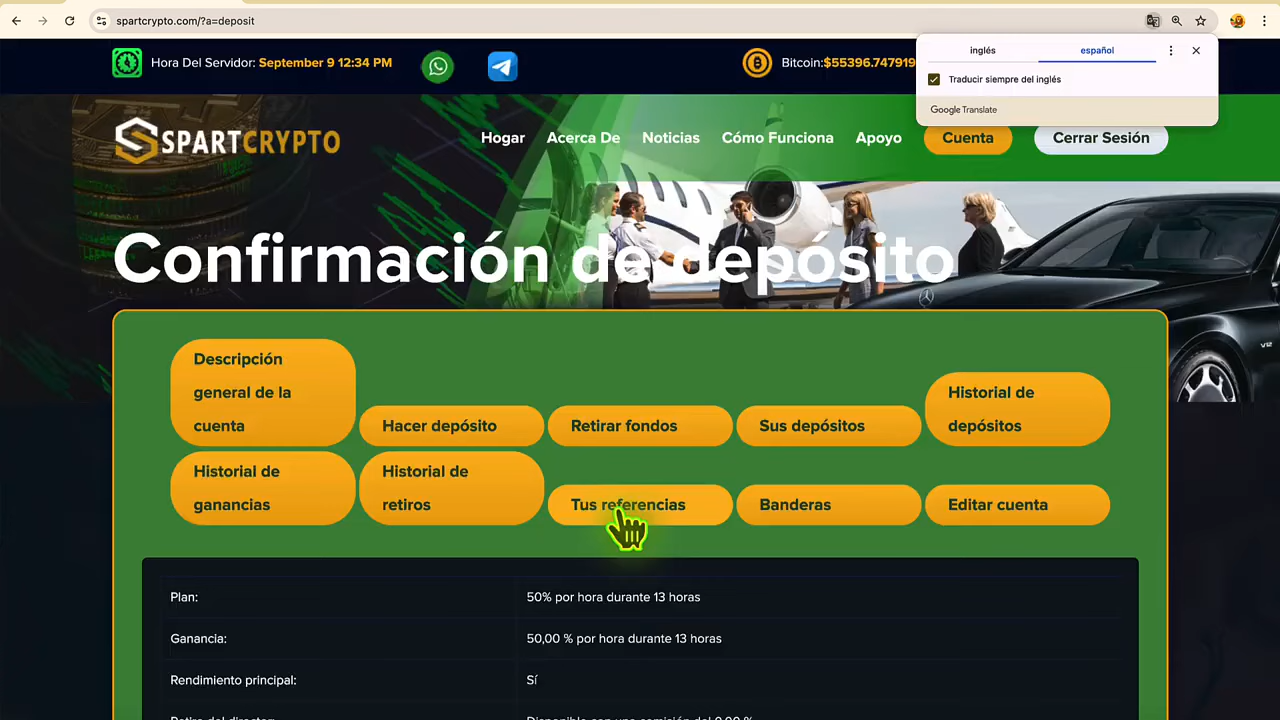 spartcrypto.com/?a=deposit
inglés español
Traducir siempre del inglés
Google Translate
Hora Del Servidor: September 9 12:34 PM
Bitcoin:$55396.747919
SPARTCRYPTO
Hogar Acerca De Noticias Cómo Funciona Apoyo Cuenta Cerrar Sesión
Confirmación de depósito
Descripción
general de la
cuenta
Hacer depósito
Retirar fondos
Sus depósitos
Historial de
depósitos
Historial de
ganancias
Historial de
retiros
Tus referencias
Banderas
Editar cuenta
Plan: 50% por hora durante 13 horas
Ganancia: 50,00 % por hora durante 13 horas
Rendimiento principal: Sí